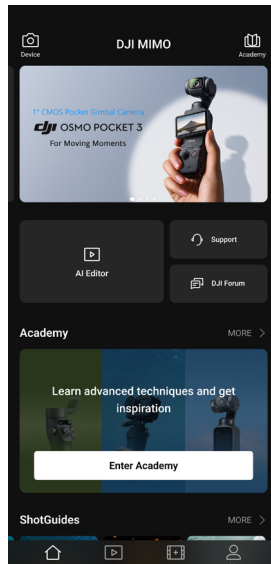 DJI MIMO
Device
Academy
1" CMOS Pocket Gimbal Camera
dji OSMO POCKET 3
For Moving Moments
AI Editor
Support
DJI Forum
Academy
MORE
Learn advanced techniques and get
inspiration
Enter Academy
ShotGuides
MORE